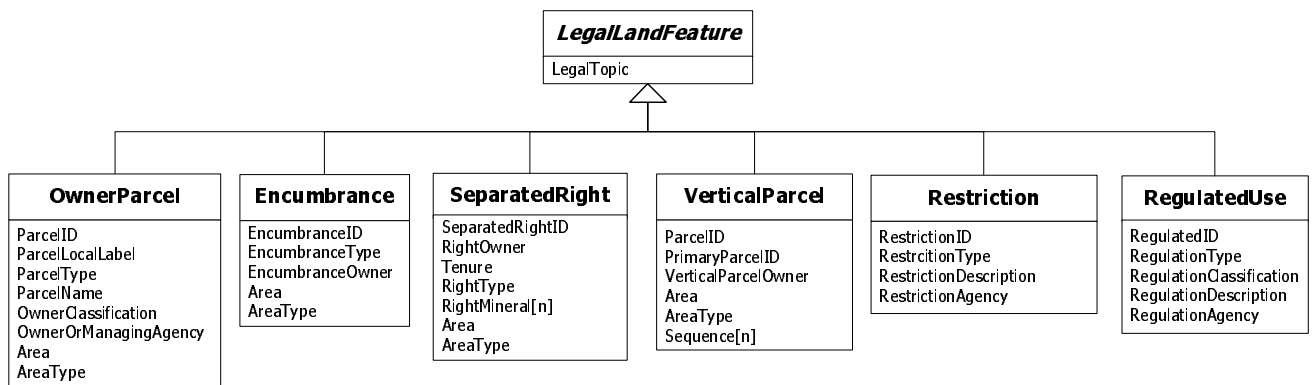 LegalLandFeature
LegalTopic
OwnerParcel
ParcelID
ParcelLocalLabel
ParcelType
ParcelName
OwnerClassification
OwnerOrManagingAgency
Area
AreaType
Encumbrance
EncumbranceID
EncumbranceType
EncumbranceOwner
Area
AreaType
SeparatedRight
SeparatedRightID
RightOwner
Tenure
RightType
RightMineral[n]
Area
AreaType
VerticalParcel
ParcelID
PrimaryParcelID
VerticalParcelOwner
Area
AreaType
Sequence[n]
Restriction
RestrictionID
RestrcitionType
RestrictionDescription
RestrictionAgency
RegulatedUse
RegulatedID
RegulationType
RegulationClassification
RegulationDescription
RegulationAgency